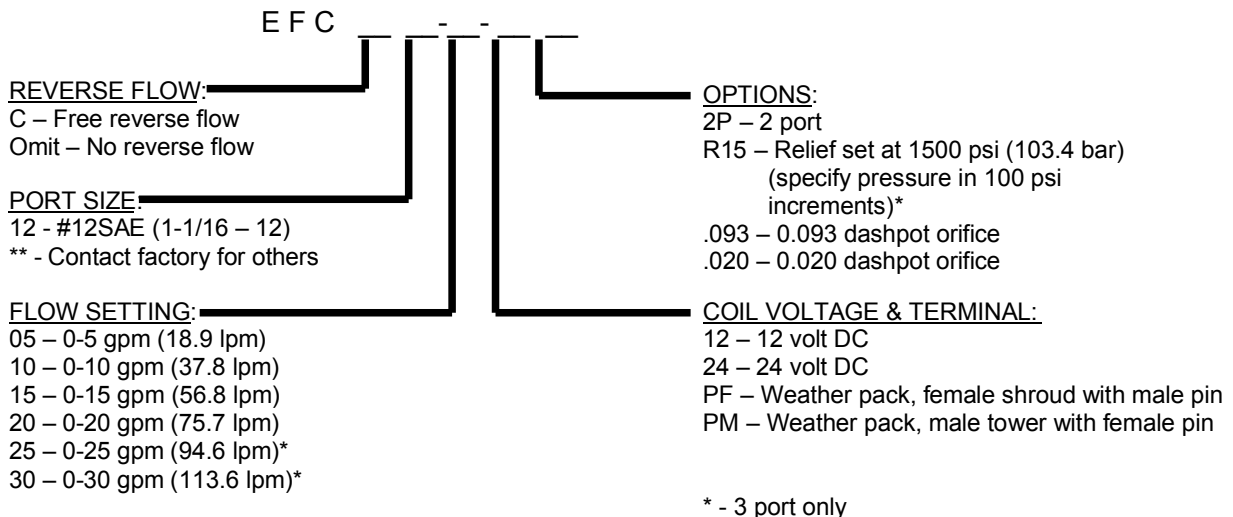 E F C __ __-__-__ __
REVERSE FLOW:
C – Free reverse flow
Omit – No reverse flow
PORT SIZE:
12 - #12SAE (1-1/16 – 12)
** - Contact factory for others
FLOW SETTING:
05 – 0-5 gpm (18.9 lpm)
10 – 0-10 gpm (37.8 lpm)
15 – 0-15 gpm (56.8 lpm)
20 – 0-20 gpm (75.7 lpm)
25 – 0-25 gpm (94.6 lpm)*
30 – 0-30 gpm (113.6 lpm)*
OPTIONS:
2P – 2 port
R15 – Relief set at 1500 psi (103.4 bar)
(specify pressure in 100 psi
increments)*
.093 – 0.093 dashpot orifice
.020 – 0.020 dashpot orifice
COIL VOLTAGE & TERMINAL:
12 – 12 volt DC
24 – 24 volt DC
PF – Weather pack, female shroud with male pin
PM – Weather pack, male tower with female pin
* - 3 port only